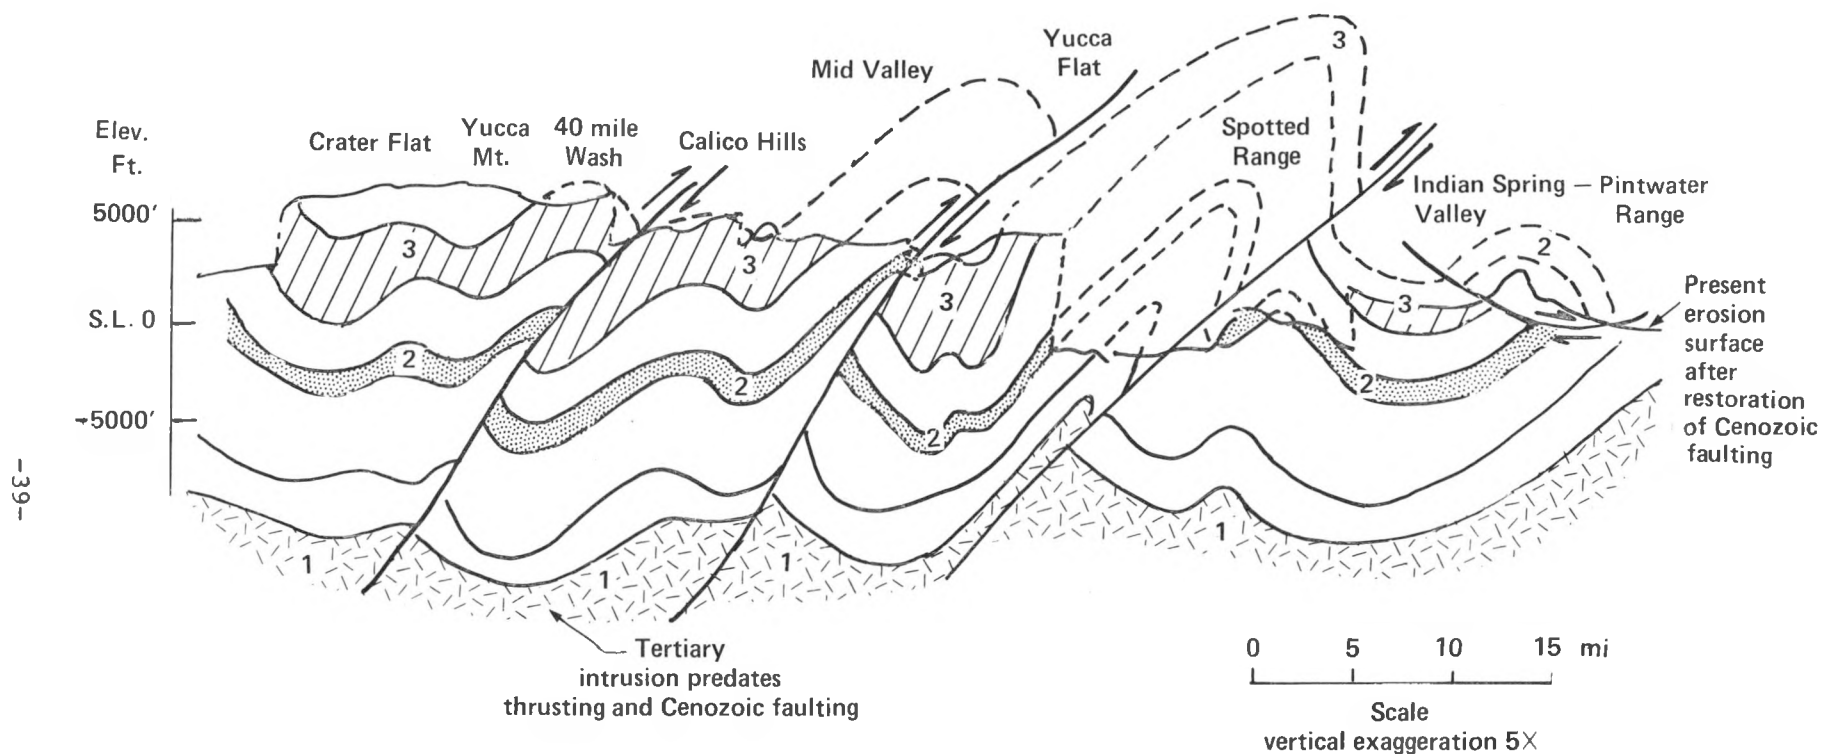 Elev.
Ft.
5000'
S.L. 0
-5000'
Crater Flat
Yucca
Mt.
40 mile
Wash
Calico Hills
Mid Valley
Yucca
Flat
Spotted
Range
Indian Spring — Pintwater
Valley Range
Present
erosion
surface
after
restoration
of Cenozoic
faulting
3
3
3
3
3
2
2
2
2
2
1
1
1
1
Tertiary
intrusion predates
thrusting and Cenozoic faulting
0 5 10 15 mi
Scale
vertical exaggeration 5X
-39-